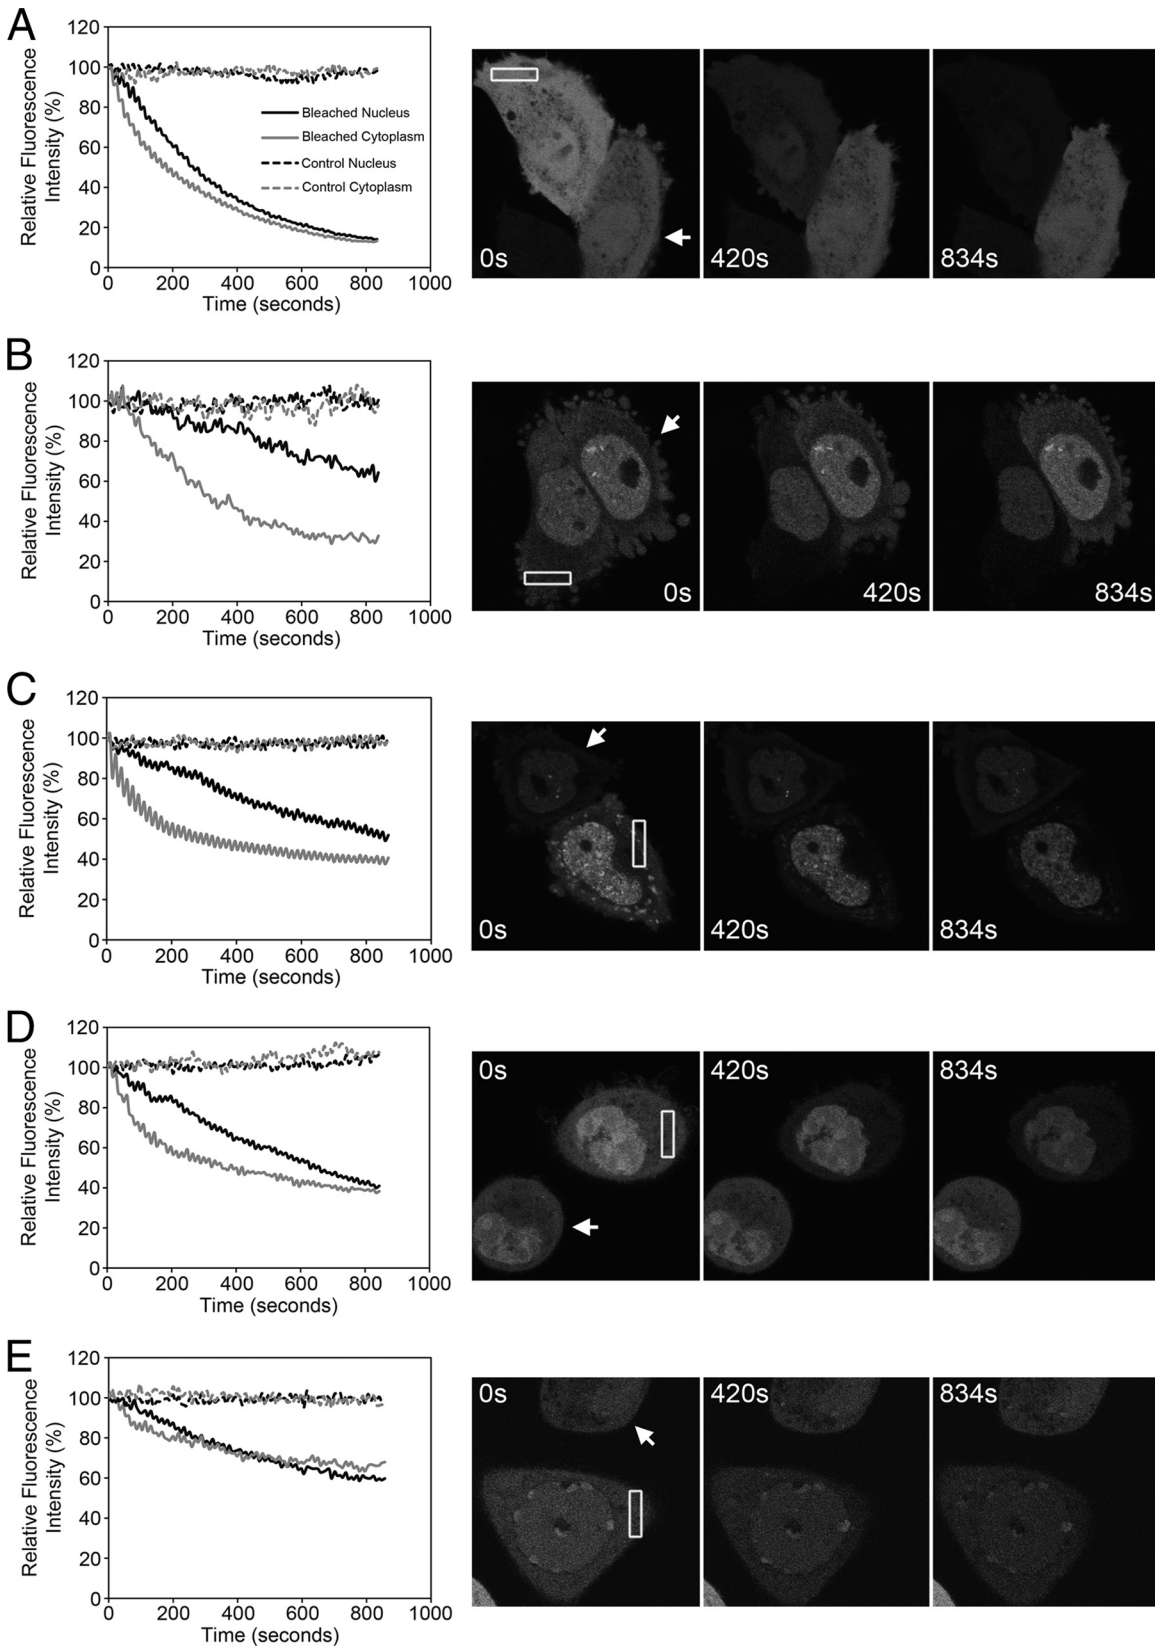 A
Relative Fluorescence
Intensity (%)
120
100
80
60
40
20
0
Bleached Nucleus
Bleached Cytoplasm
Control Nucleus
Control Cytoplasm
0 200 400 600 800 1000
Time (seconds)
0s 420s 834s
B
Relative Fluorescence
Intensity (%)
120
100
80
60
40
20
0
0 200 400 600 800 1000
Time (seconds)
0s 420s 834s
C
Relative Fluorescence
Intensity (%)
120
100
80
60
40
20
0
0 200 400 600 800 1000
Time (seconds)
0s 420s 834s
D
Relative Fluorescence
Intensity (%)
120
100
80
60
40
20
0
0 200 400 600 800 1000
Time (seconds)
0s 420s 834s
E
Relative Fluorescence
Intensity (%)
120
100
80
60
40
20
0
0 200 400 600 800 1000
Time (seconds)
0s 420s 834s